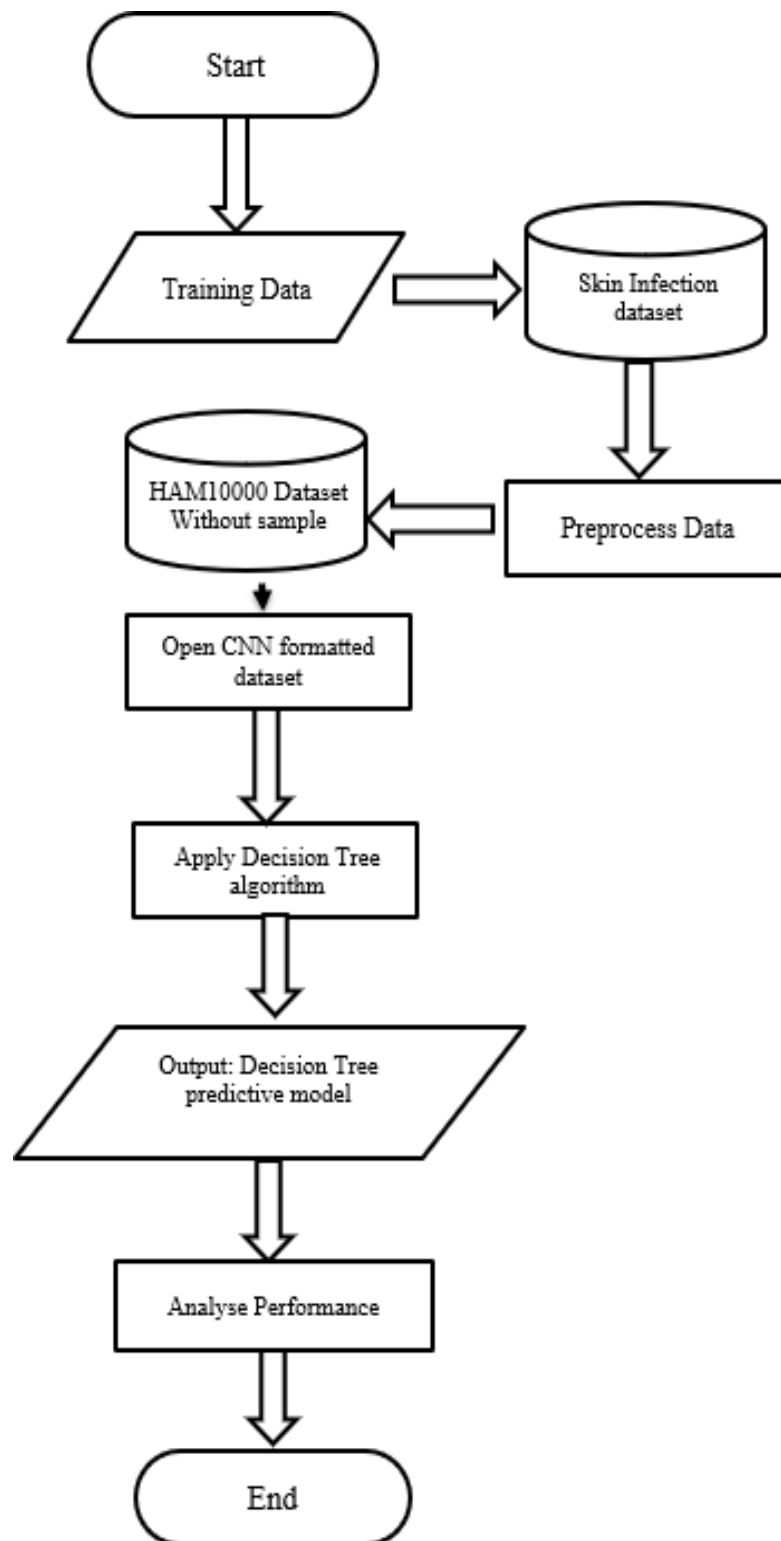 Start
Training Data
Skin Infection
dataset
HAM10000 Dataset
Without sample
Preprocess Data
Open CNN formatted
dataset
Apply Decision Tree
algorithm
Output: Decision Tree
predictive model
Analyse Performance
End